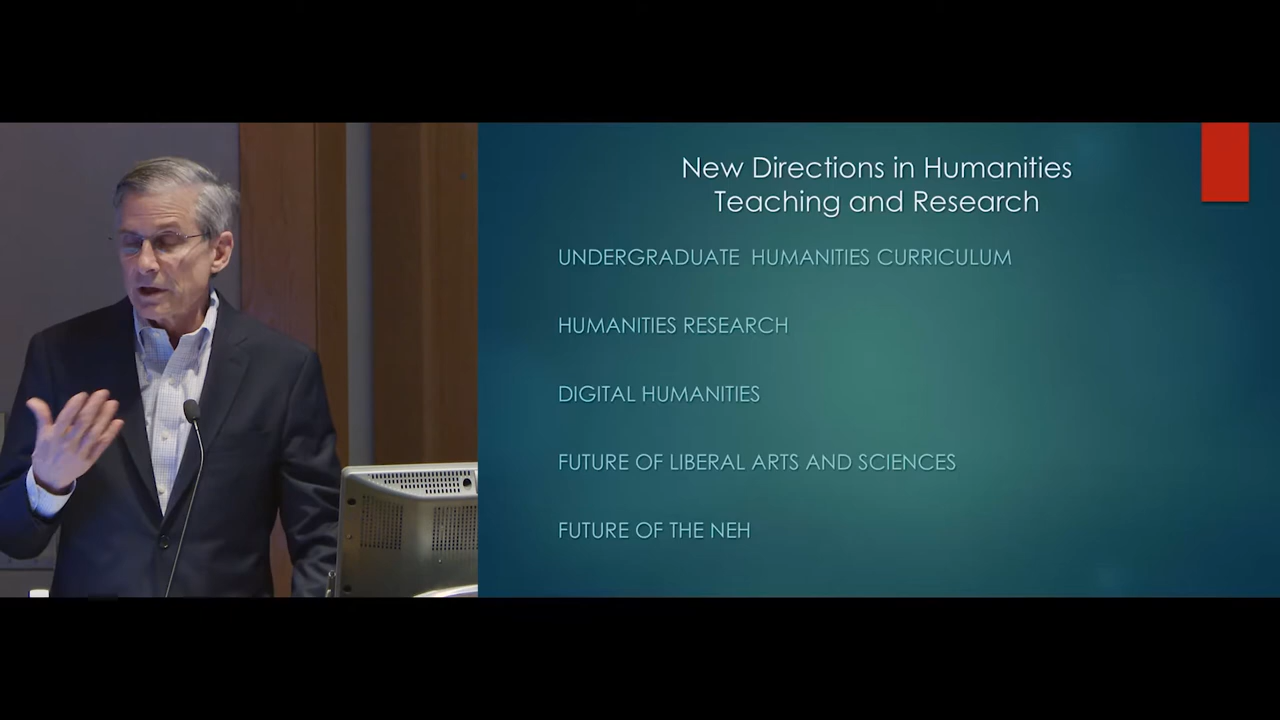 New Directions in Humanities
Teaching and Research
UNDERGRADUATE HUMANITIES CURRICULUM
HUMANITIES RESEARCH
DIGITAL HUMANITIES
FUTURE OF LIBERAL ARTS AND SCIENCES
FUTURE OF THE NEH